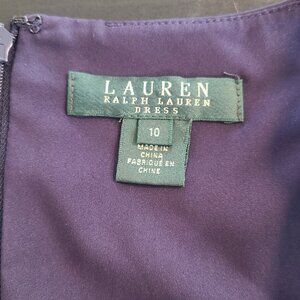 LAUREN
RALPH LAUREN
DRESS
10
MADE IN
CHINA
FABRIQUÉ EN
CHINE